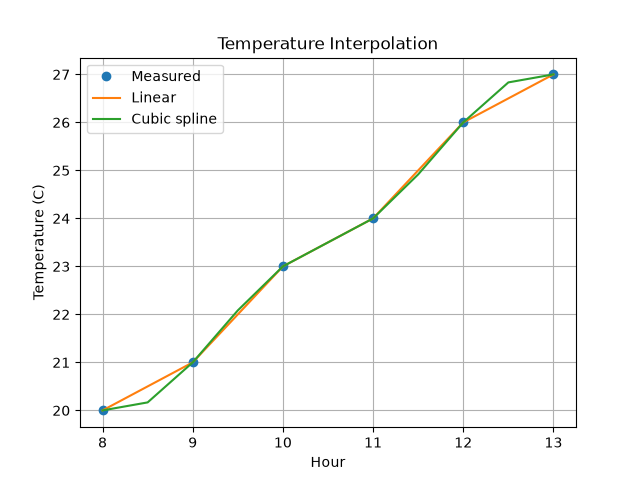 Temperature Interpolation
Measured
Linear
Cubic spline
27
26
25
24
23
22
21
20
Temperature (C)
8 9 10 11 12 13
Hour